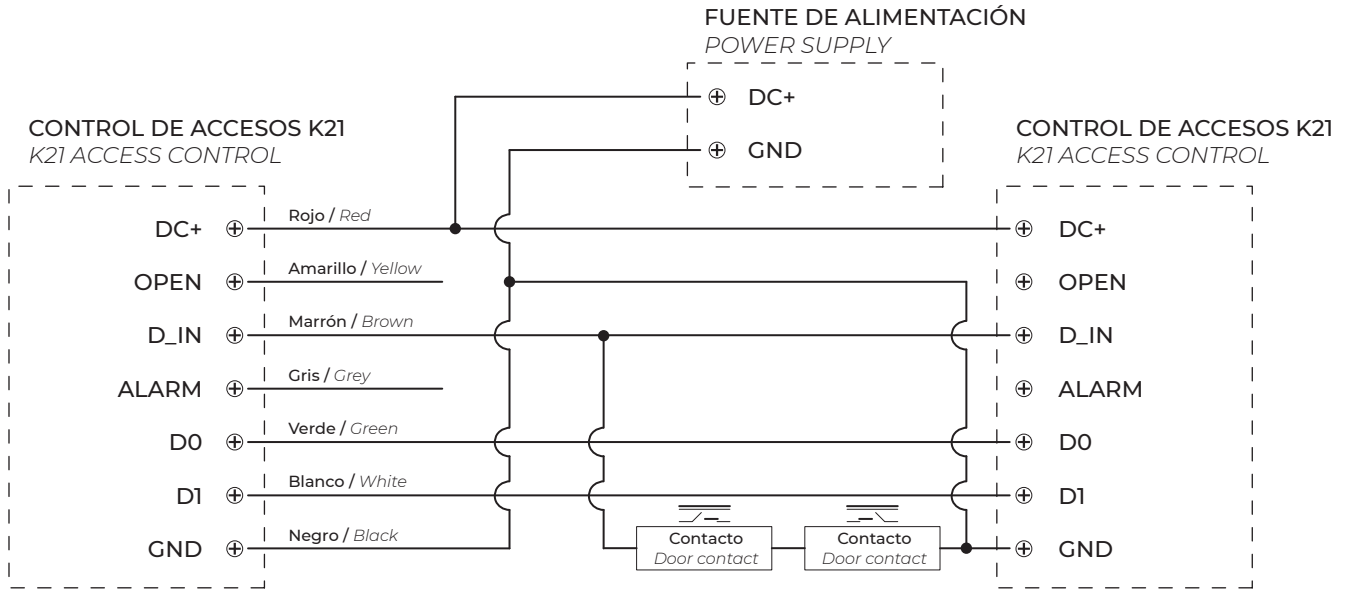 FUENTE DE ALIMENTACIÓN
POWER SUPPLY
DC+
GND
CONTROL DE ACCESOS K21
K21 ACCESS CONTROL
DC+
OPEN
D_IN
ALARM
D0
D1
GND
Rojo / Red
Amarillo / Yellow
Marrón / Brown
Gris / Grey
Verde / Green
Blanco / White
Negro / Black
Contacto
Door contact
Contacto
Door contact
CONTROL DE ACCESOS K21
K21 ACCESS CONTROL
DC+
OPEN
D_IN
ALARM
D0
D1
GND